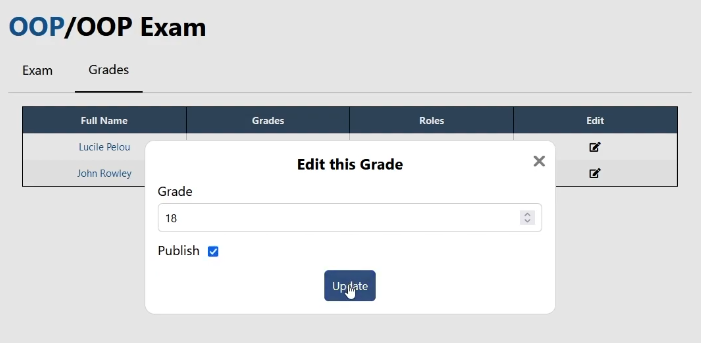 OOP/OOP Exam
Exam Grades
Full Name Grades Roles Edit
Lucile Pelou
John Rowley
Edit this Grade
Grade
18
Publish
Update